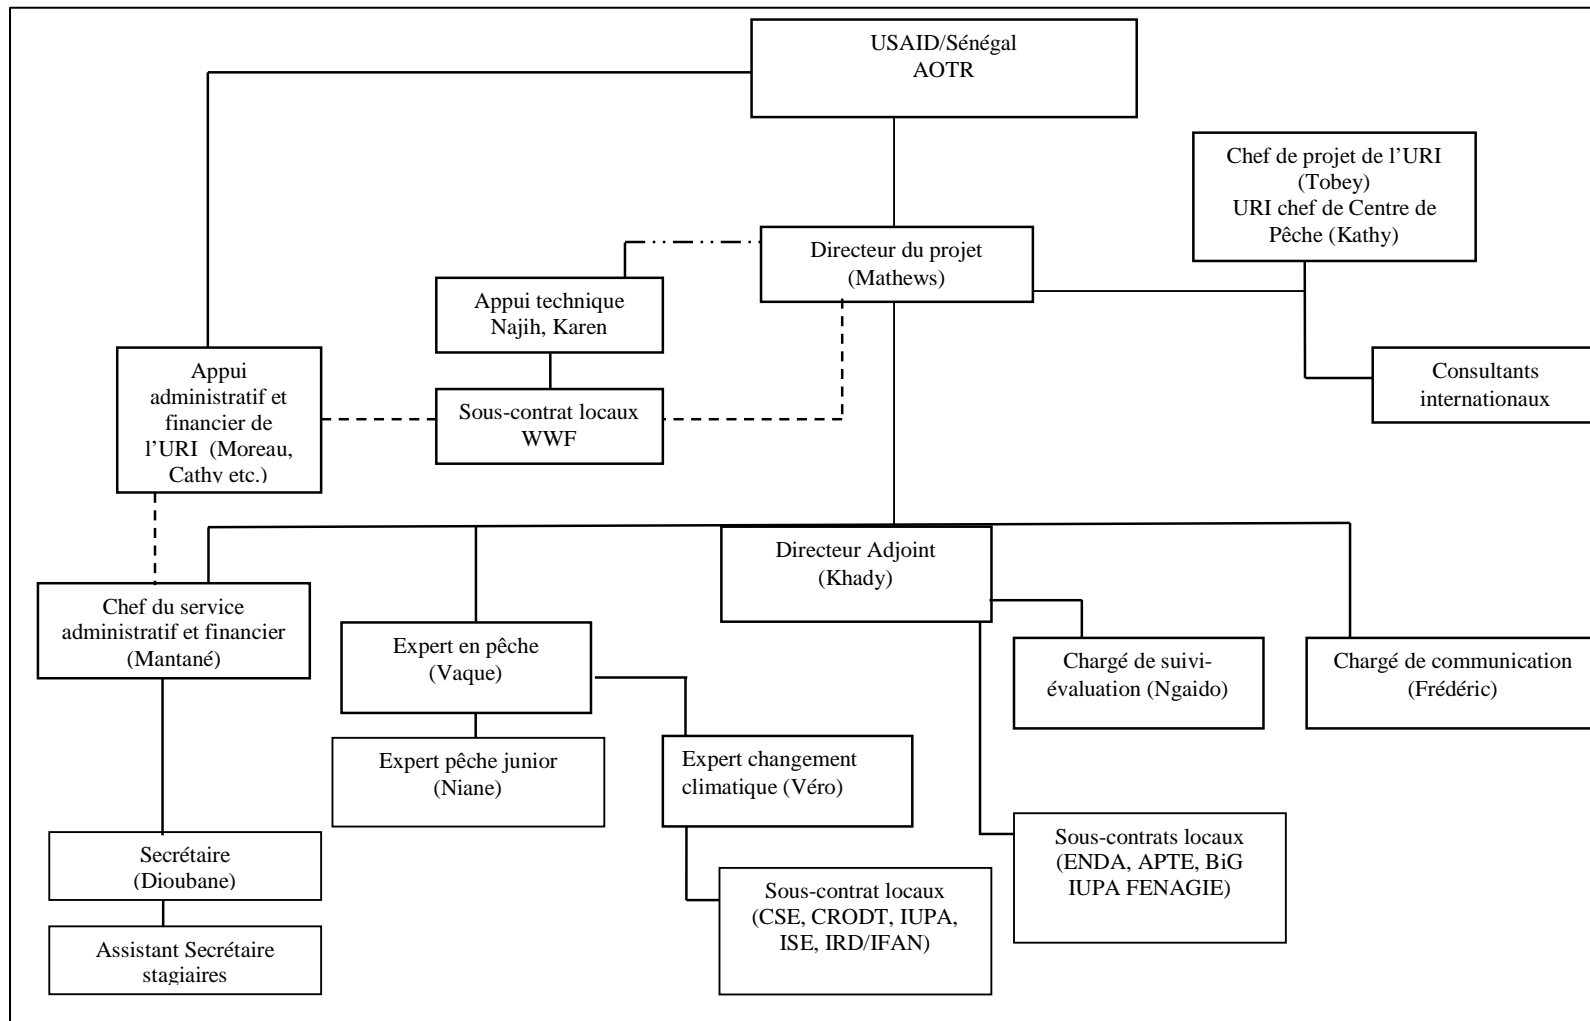 USAID/Sénégal
AOTR
Chef de projet de l’URI
(Tobey)
URI chef de Centre de
Pêche (Kathy)
Directeur du projet
(Mathews)
Appui technique
Najih, Karen
Appui
administratif et
financier de
l’URI (Moreau,
Cathy etc.)
Sous-contrat locaux
WWF
Consultants
internationaux
Directeur Adjoint
(Khady)
Chef du service
administratif et financier
(Mantané)
Expert en pêche
(Vaque)
Chargé de suivi-
évaluation (Ngaido)
Chargé de communication
(Frédéric)
Expert pêche junior
(Niane)
Expert changement
climatique (Véro)
Secrétaire
(Dioubane)
Sous-contrats locaux
(ENDA, APTE, BiG
IUPA FENAGIE)
Sous-contrat locaux
(CSE, CRODT, IUPA,
ISE, IRD/IFAN)
Assistant Secrétaire
stagiaires